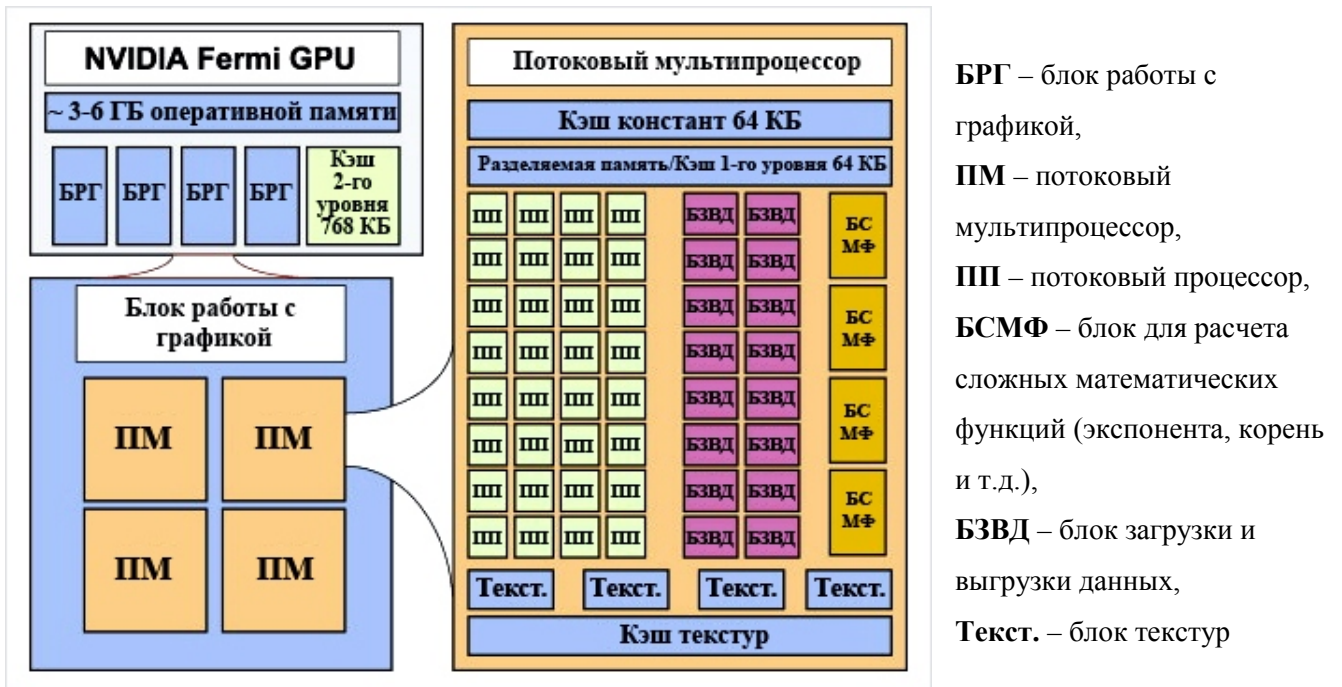 NVIDIA Fermi GPU
~ 3-6 ГБ оперативной памяти
БРГ БРГ БРГ БРГ
Кэш
2-го
уровня
768 КБ
Блок работы с
графикой
ПМ ПМ
ПМ ПМ
Потоковый мультипроцессор
Кэш констант 64 КБ
Разделяемая память/Кэш 1-го уровня 64 КБ
ПП ПП ПП ПП БЗВД БЗВД
ПП ПП ПП ПП БЗВД БЗВД
ПП ПП ПП ПП БЗВД БЗВД
ПП ПП ПП ПП БЗВД БЗВД
ПП ПП ПП ПП БЗВД БЗВД
ПП ПП ПП ПП БЗВД БЗВД
ПП ПП ПП ПП БЗВД БЗВД
ПП ПП ПП ПП БЗВД БЗВД
БС
МФ
БС
МФ
БС
МФ
БС
МФ
Текст. Текст. Текст. Текст.
Кэш текстур
БРГ – блок работы с
графикой,
ПМ – потоковый
мультипроцессор,
ПП – потоковый процессор,
БСМФ – блок для расчета
сложных математических
функций (экспонента, корень
и т.д.),
БЗВД – блок загрузки и
выгрузки данных,
Текст. – блок текстур